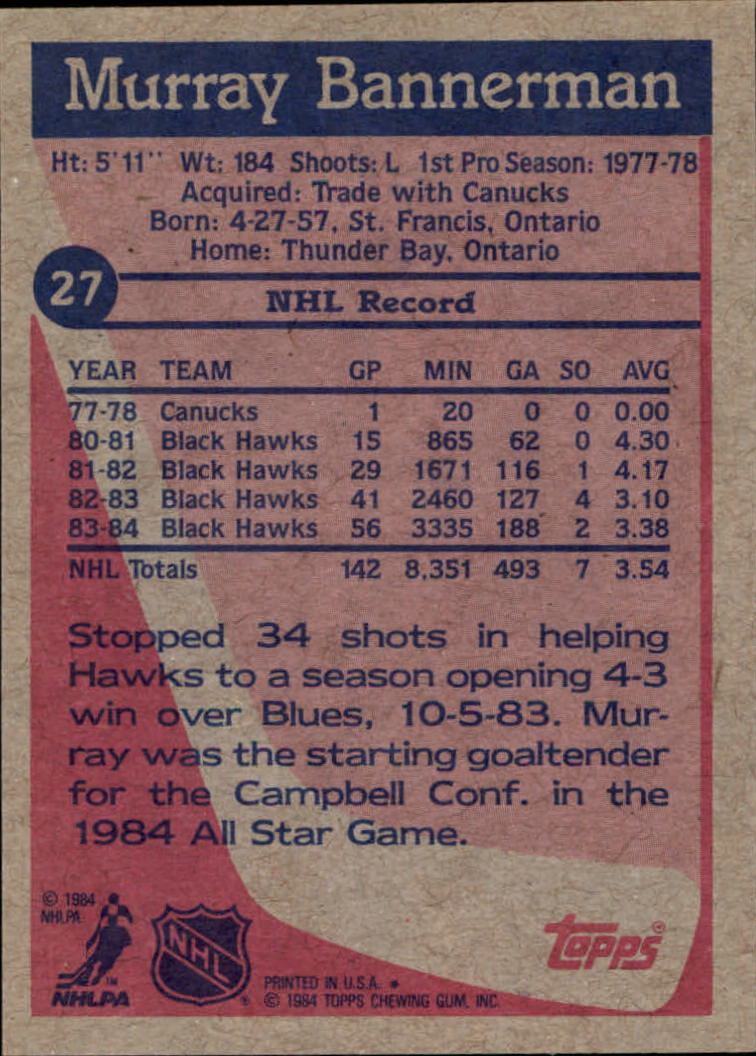 Murray Bannerman
Ht: 5'11'' Wt: 184 Shoots: L 1st Pro Season: 1977-78
Acquired: Trade with Canucks
Born: 4-27-57, St. Francis, Ontario
Home: Thunder Bay, Ontario
27
NHL Record
YEAR TEAM GP MIN GA SO AVG
77-78 Canucks 1 20 0 0 0.00
80-81 Black Hawks 15 865 62 0 4.30
81-82 Black Hawks 29 1671 116 1 4.17
82-83 Black Hawks 41 2460 127 4 3.10
83-84 Black Hawks 56 3335 188 2 3.38
NHL Totals 142 8,351 493 7 3.54
Stopped 34 shots in helping
Hawks to a season opening 4-3
win over Blues, 10-5-83. Mur-
ray was the starting goaltender
for the Campbell Conf. in the
1984 All Star Game.
© 1984
NHLPA
TM
NHLPA
NHL
®
topps®
PRINTED IN U.S.A. *
© 1984 TOPPS CHEWING GUM, INC.